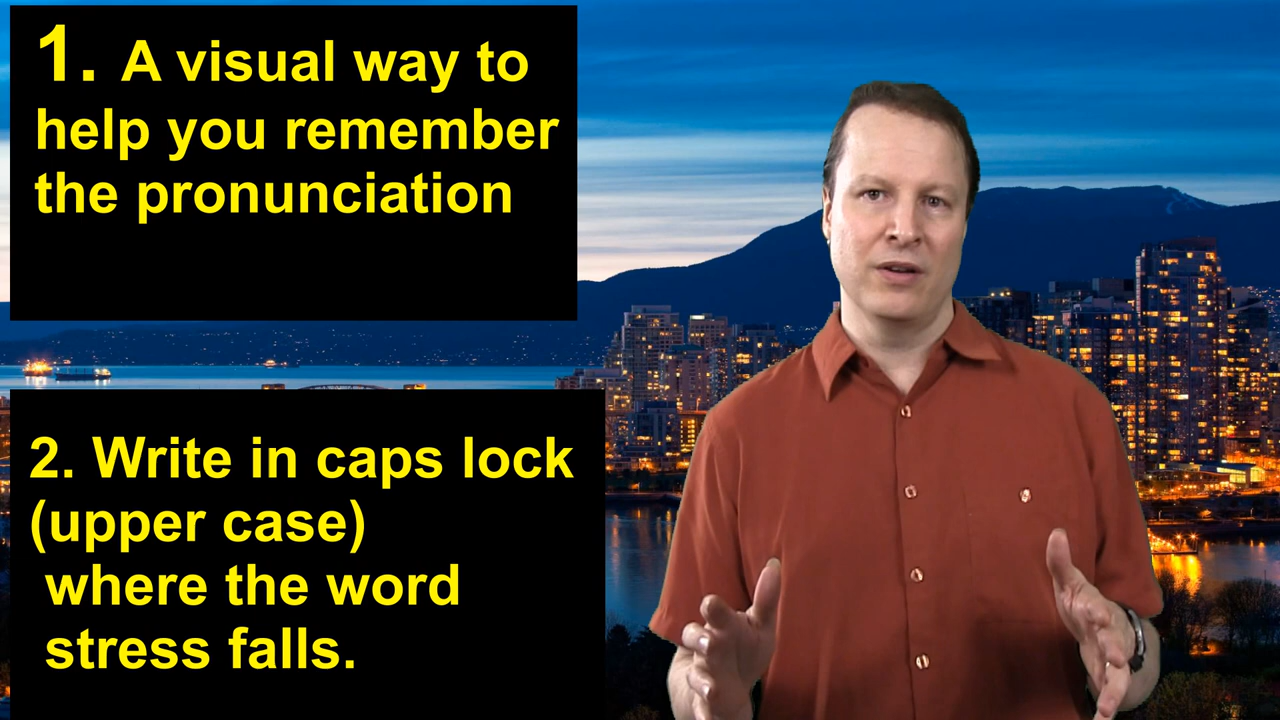 1. A visual way to
help you remember
the pronunciation
2. Write in caps lock
(upper case)
where the word
stress falls.